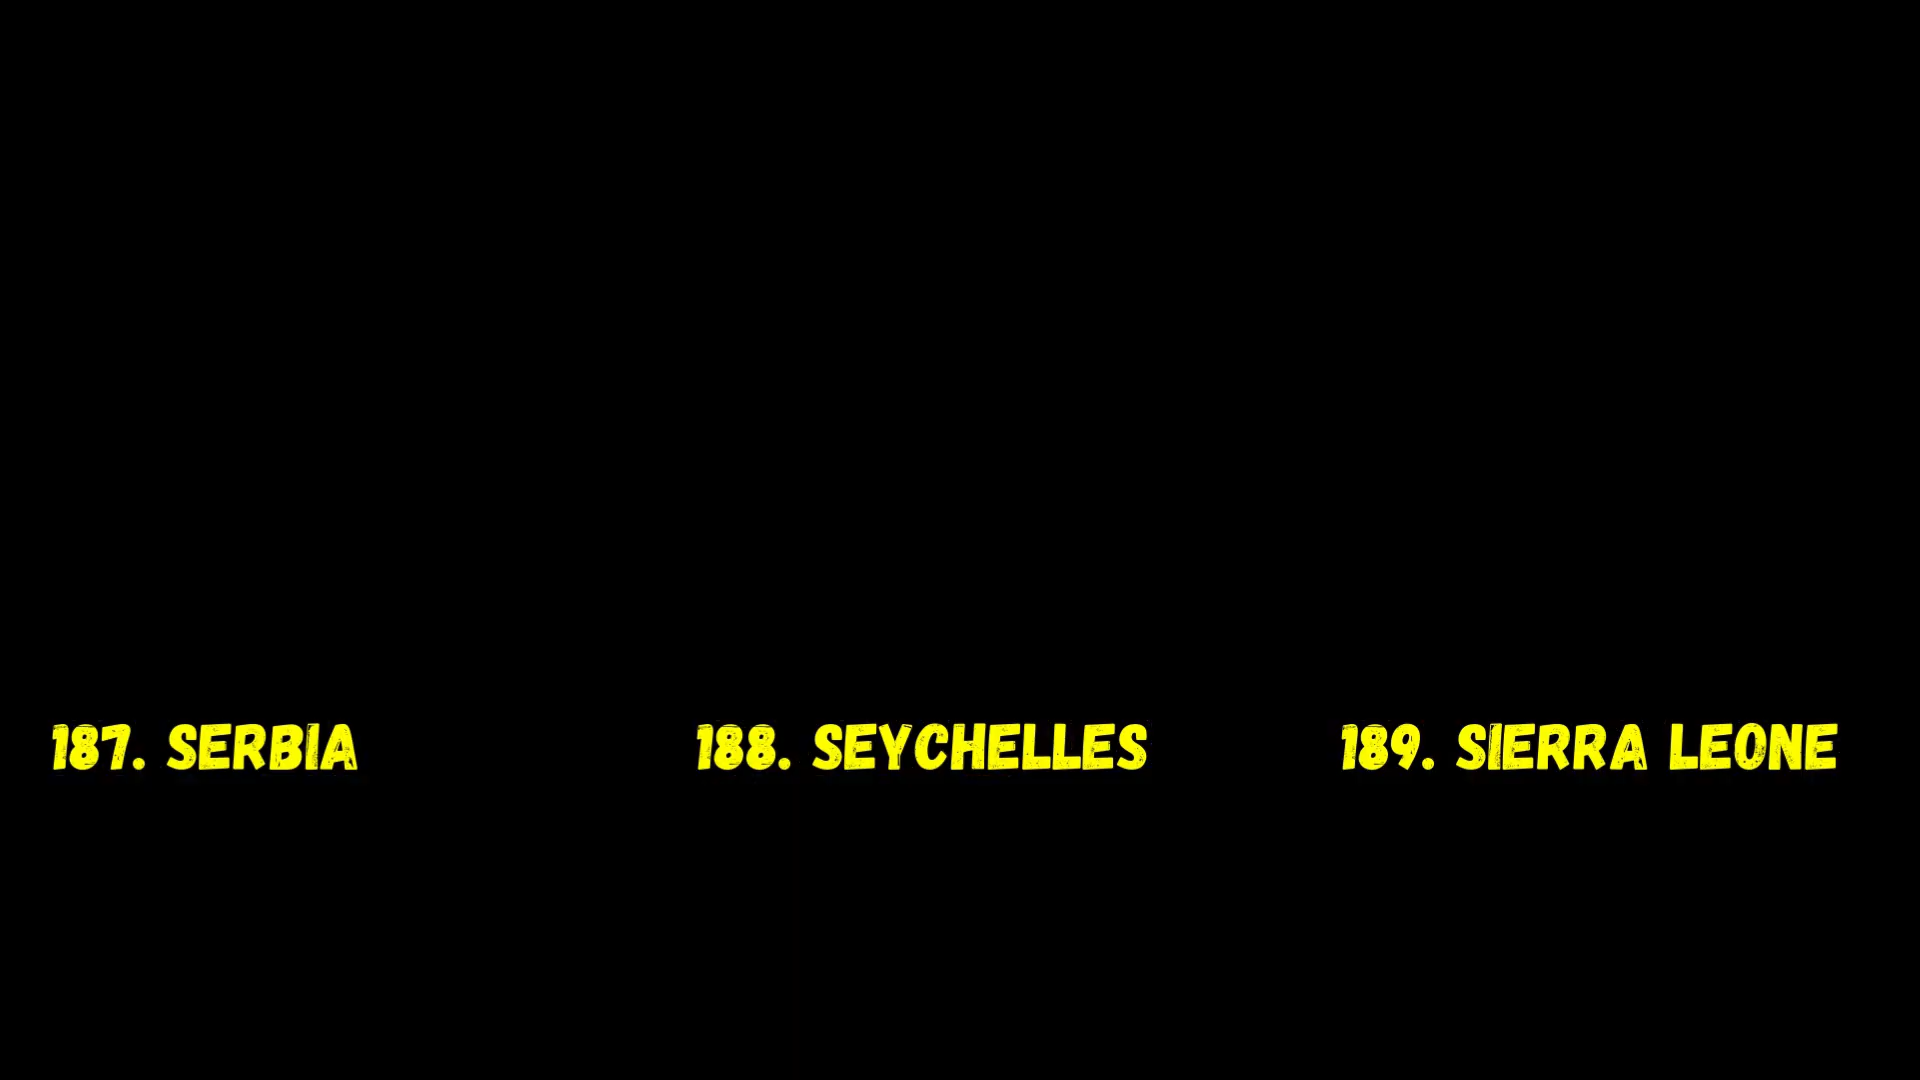 187. SERBIA
188. SEYCHELLES
189. SIERRA LEONE